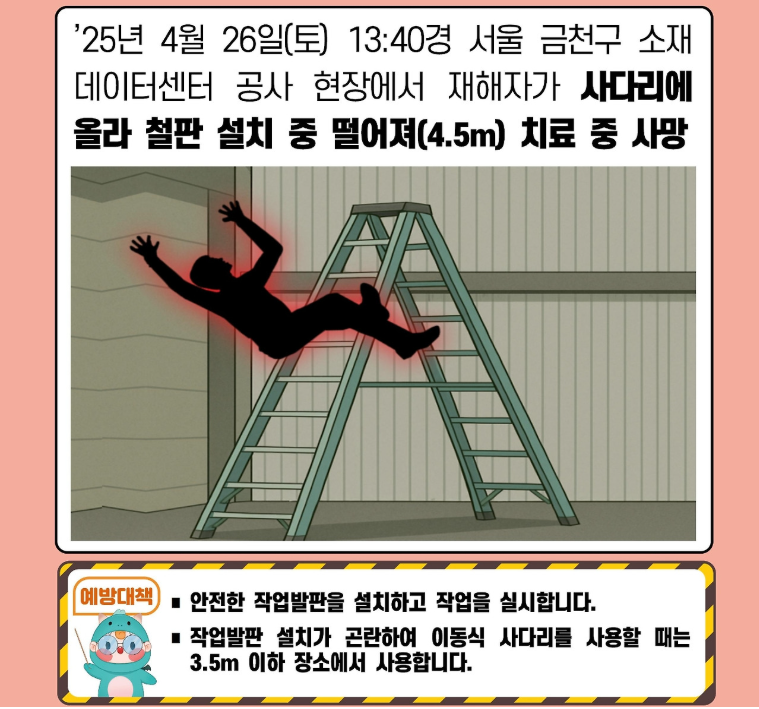 ’25년 4월 26일(토) 13:40경 서울 금천구 소재
데이터센터 공사 현장에서 재해자가 사다리에
올라 철판 설치 중 떨어져(4.5m) 치료 중 사망
예방대책
▪ 안전한 작업발판을 설치하고 작업을 실시합니다.
▪ 작업발판 설치가 곤란하여 이동식 사다리를 사용할 때는
3.5m 이하 장소에서 사용합니다.